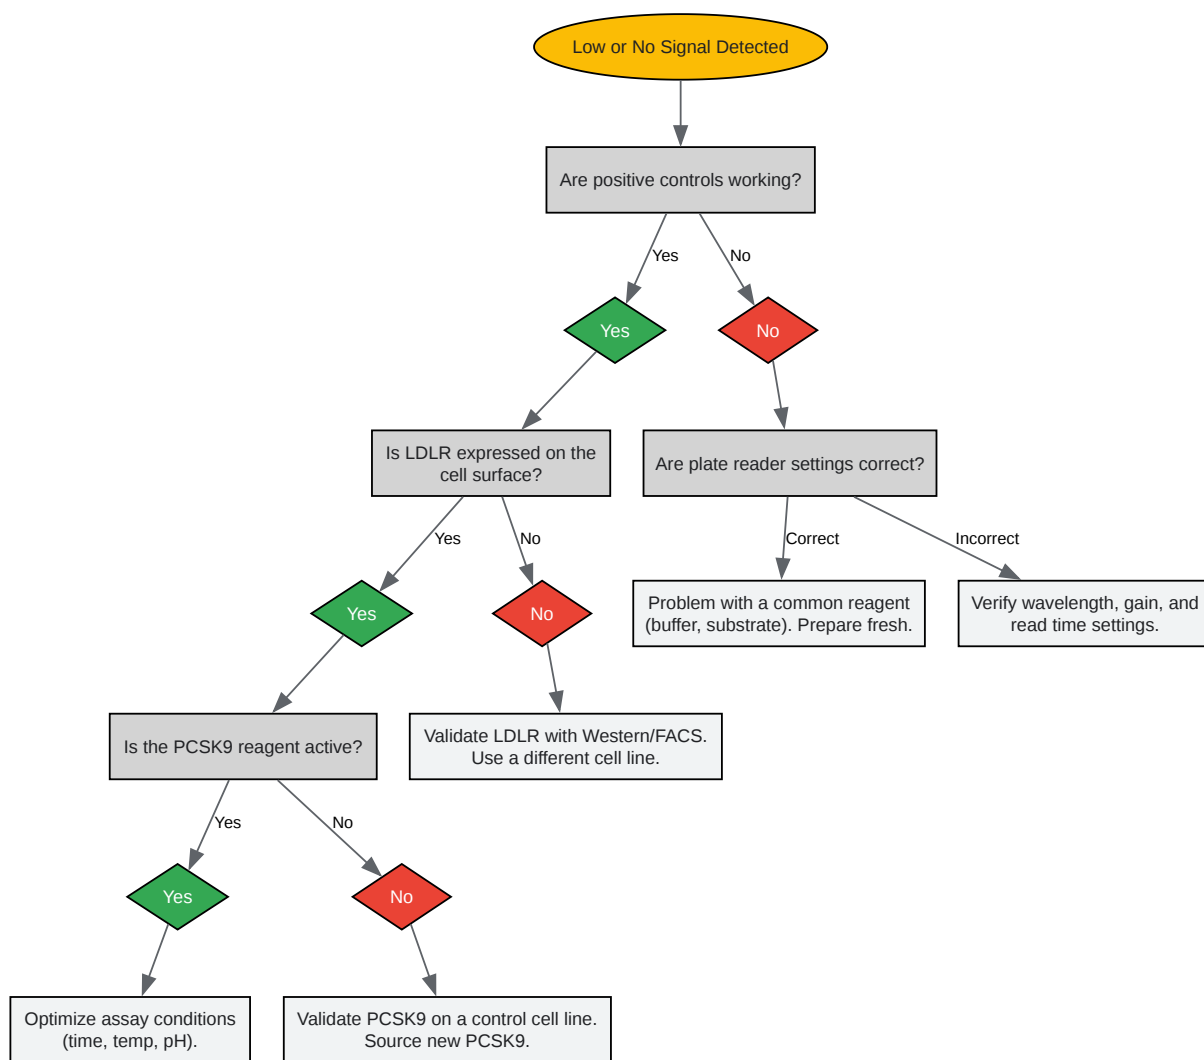 Low or No Signal Detected
Are positive controls working?
Yes
No
Yes
No
Is LDLR expressed on the
cell surface?
Are plate reader settings correct?
Yes
No
Correct
Incorrect
Yes
No
Problem with a common reagent
(buffer, substrate). Prepare fresh.
Verify wavelength, gain, and
read time settings.
Is the PCSK9 reagent active?
Validate LDLR with Western/FACS.
Use a different cell line.
Yes
No
Yes
No
Optimize assay conditions
(time, temp, pH).
Validate PCSK9 on a control cell line.
Source new PCSK9.